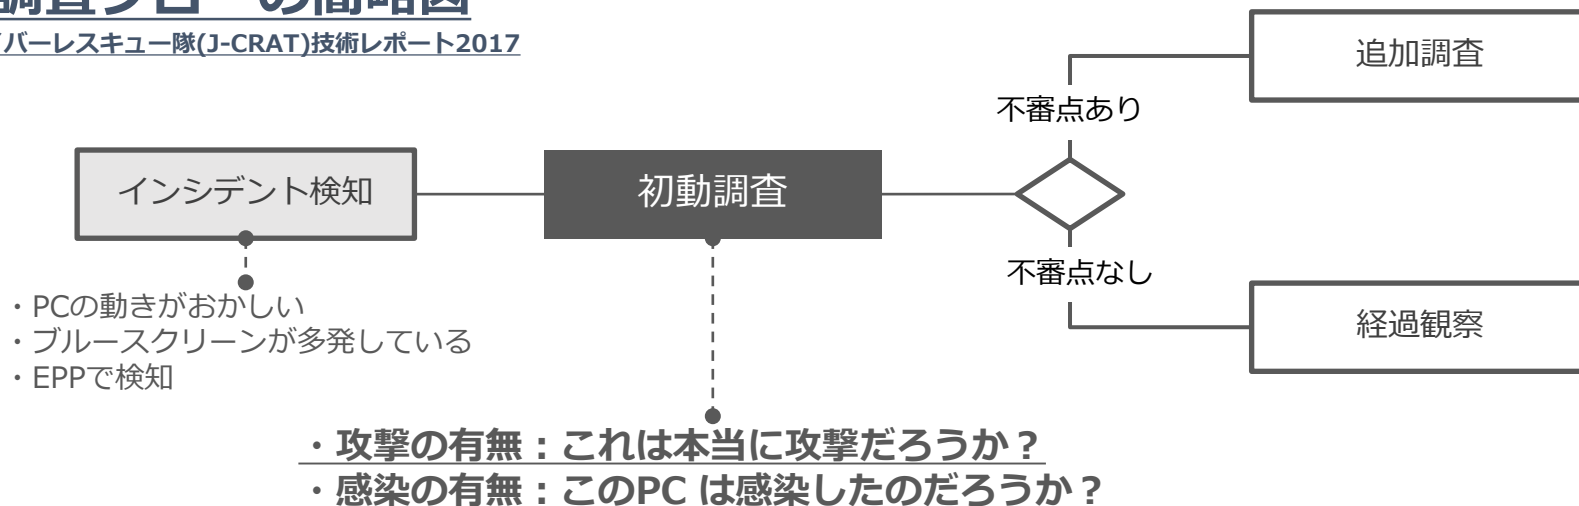 調査フローの簡略図
バーレスキュー隊(J-CRAT)技術レポート2017
追加調査
不審点あり
インシデント検知
初動調査
不審点なし
・PCの動きがおかしい
・ブルースクリーンが多発している
・EPPで検知
経過観察
・攻撃の有無：これは本当に攻撃だろうか？
・感染の有無：このPC は感染したのだろうか？